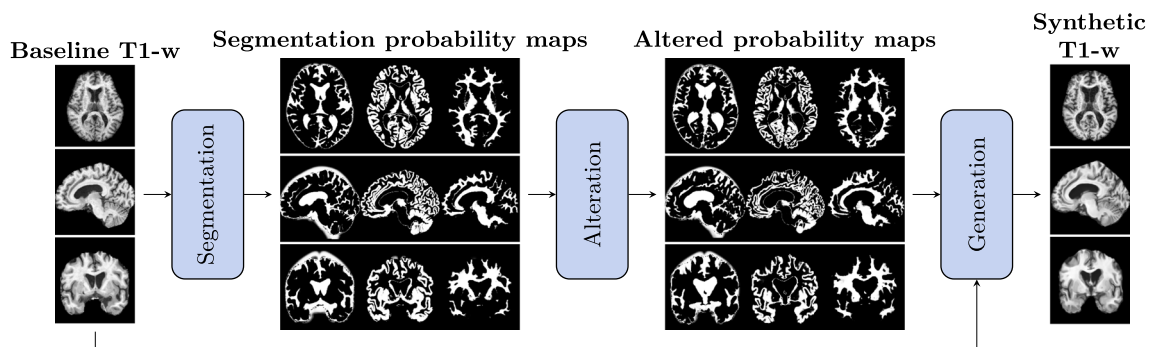 Baseline T1-w
Segmentation probability maps
Altered probability maps
Synthetic
T1-w
Segmentation
Alteration
Generation